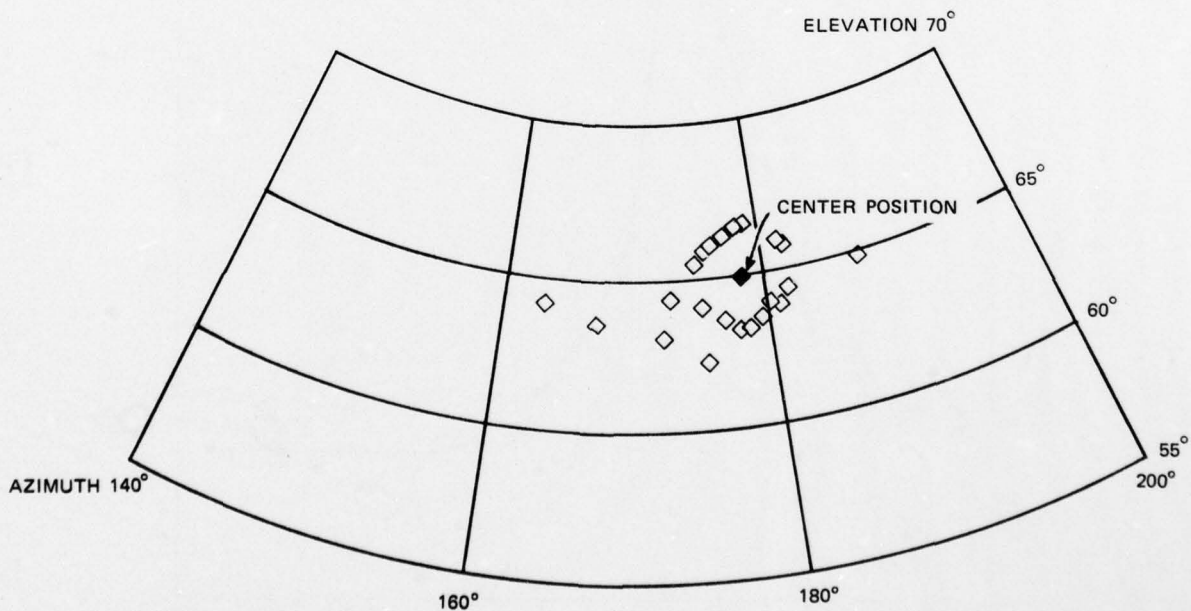 ELEVATION 70°
65°
CENTER POSITION
60°
55°
200°
AZIMUTH 140°
160°
180°